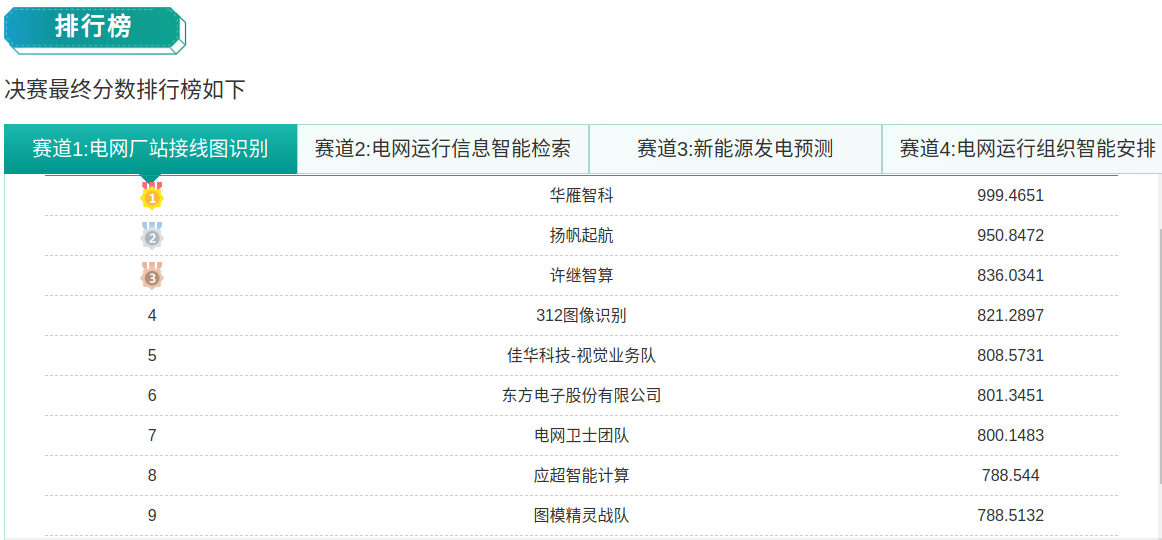 排行榜
决赛最终分数排行榜如下
赛道1:电网厂站接线图识别 赛道2:电网运行信息智能检索 赛道3:新能源发电预测 赛道4:电网运行组织智能安排
1 华雁智科 999.4651
2 扬帆起航 950.8472
3 许继智算 836.0341
4 312图像识别 821.2897
5 佳华科技-视觉业务队 808.5731
6 东方电子股份有限公司 801.3451
7 电网卫士团队 800.1483
8 应超智能计算 788.544
9 图模精灵战队 788.5132